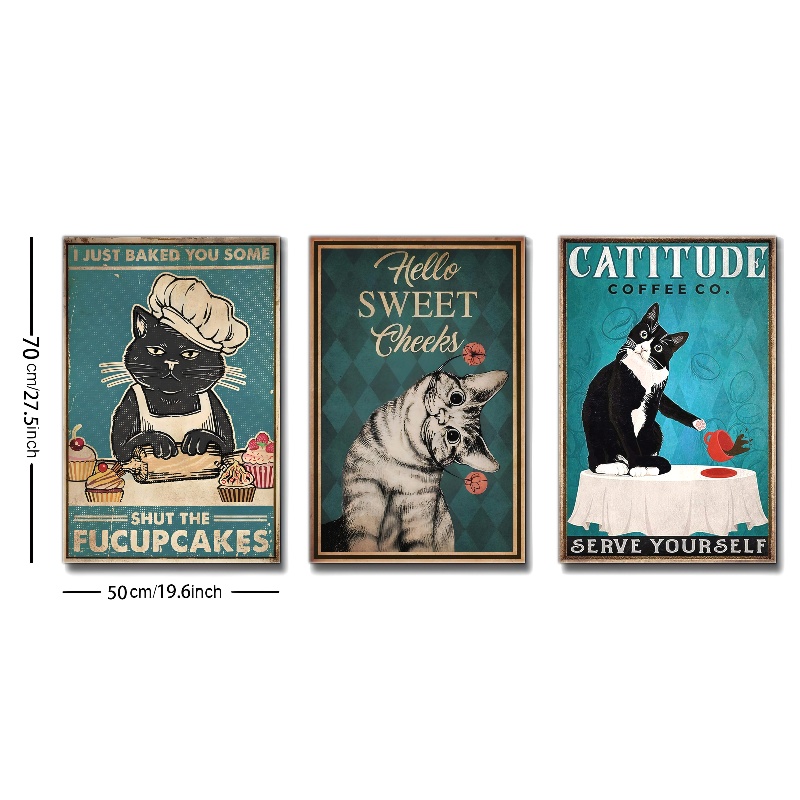 I JUST BAKED YOU SOME
SHUT THE
FUCUPCAKES
Hello
SWEET
Cheeks
CATITUDE
COFFEE CO.
SERVE YOURSELF
70cm/27.5inch
50cm/19.6inch